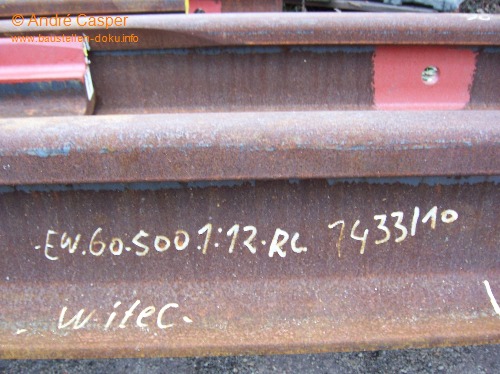 © André Casper
www.baustellen-doku.info
.EW.60.500 1:12.RL 7433/10
.witec.